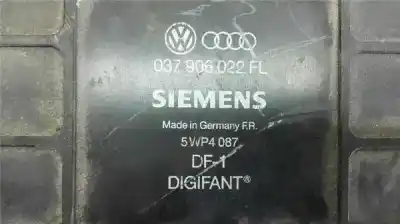 037 906 022 FL
SIEMENS
Made in Germany F.R.
5WP4 087
DF-1
DIGIFANT®